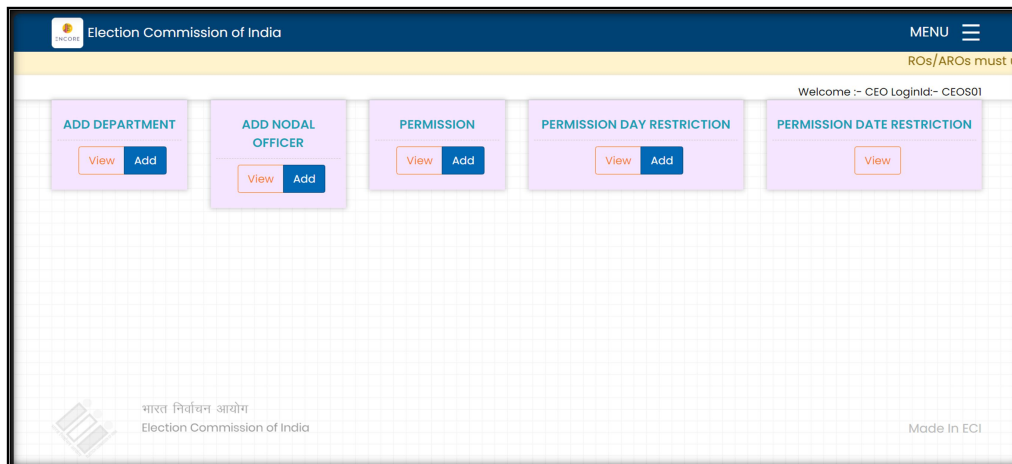 ENCORE Election Commission of India MENU
ROs/AROs must
Welcome :- CEO LoginId:- CEOS01
ADD DEPARTMENT
View Add
ADD NODAL
OFFICER
View Add
PERMISSION
View Add
PERMISSION DAY RESTRICTION
View Add
PERMISSION DATE RESTRICTION
View
भारत निर्वाचन आयोग
Election Commission of India
Made In ECI